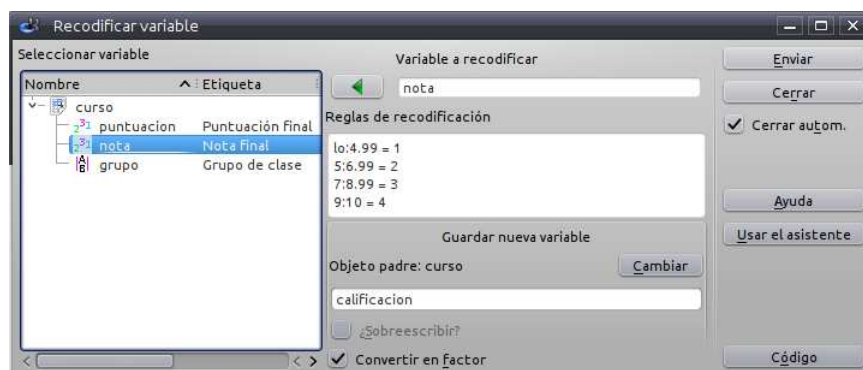 Recodificar variable
Seleccionar variable
Nombre Etiqueta
curso
puntuacion Puntuación final
nota Nota final
grupo Grupo de clase
Variable a recodificar
nota
Reglas de recodificación
lo:4.99 = 1
5:6.99 = 2
7:8.99 = 3
9:10 = 4
Guardar nueva variable
Objeto padre: curso Cambiar
calificacion
¿Sobreescribir?
Convertir en factor
Enviar
Cerrar
Cerrar autom.
Ayuda
Usar el asistente
Código